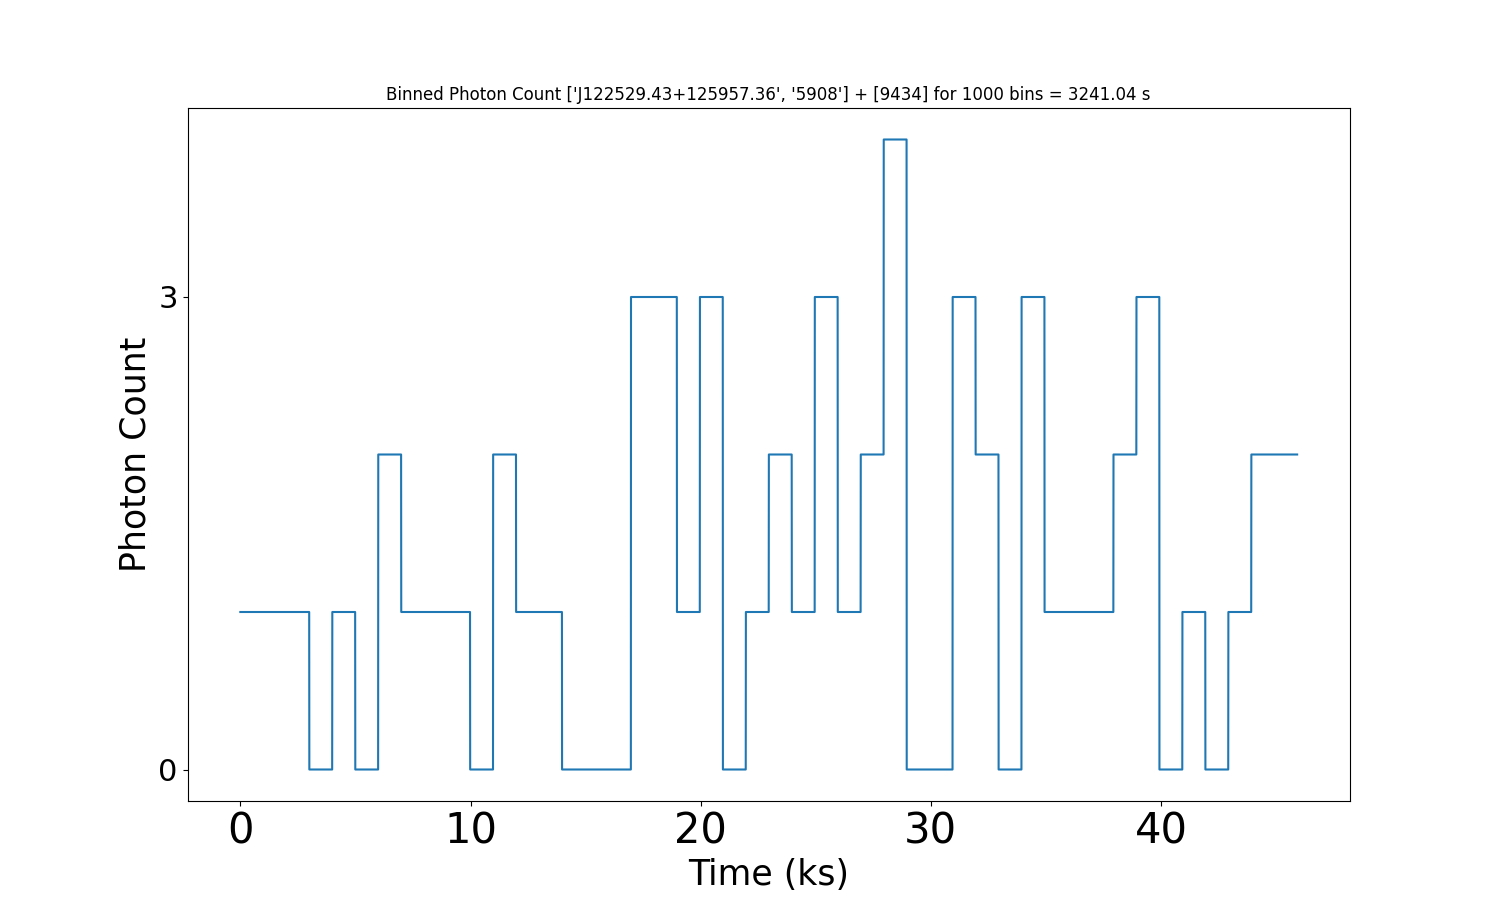 Binned Photon Count ['J122529.43+125957.36', '5908'] + [9434] for 1000 bins = 3241.04 s
Photon Count
3
0
0 10 20 30 40
Time (ks)